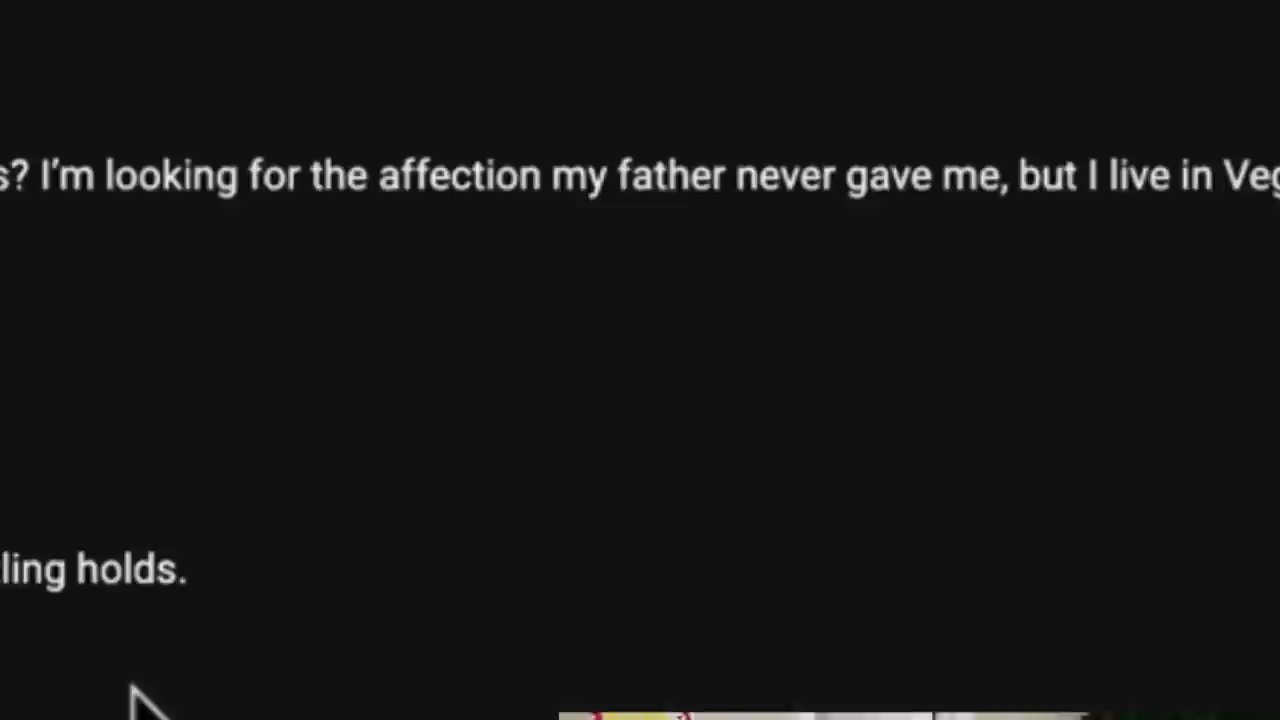 s? I'm looking for the affection my father never gave me, but I live in Veg
ling holds.